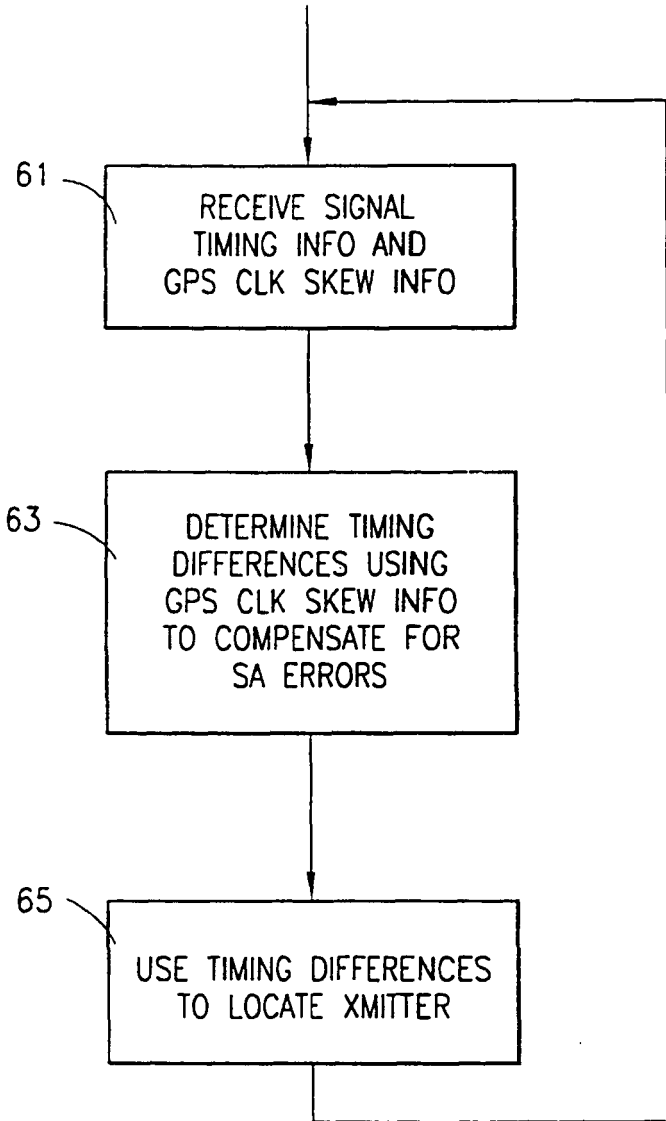 61
RECEIVE SIGNAL
TIMING INFO AND
GPS CLK SKEW INFO
63
DETERMINE TIMING
DIFFERENCES USING
GPS CLK SKEW INFO
TO COMPENSATE FOR
SA ERRORS
65
USE TIMING DIFFERENCES
TO LOCATE XMITTER